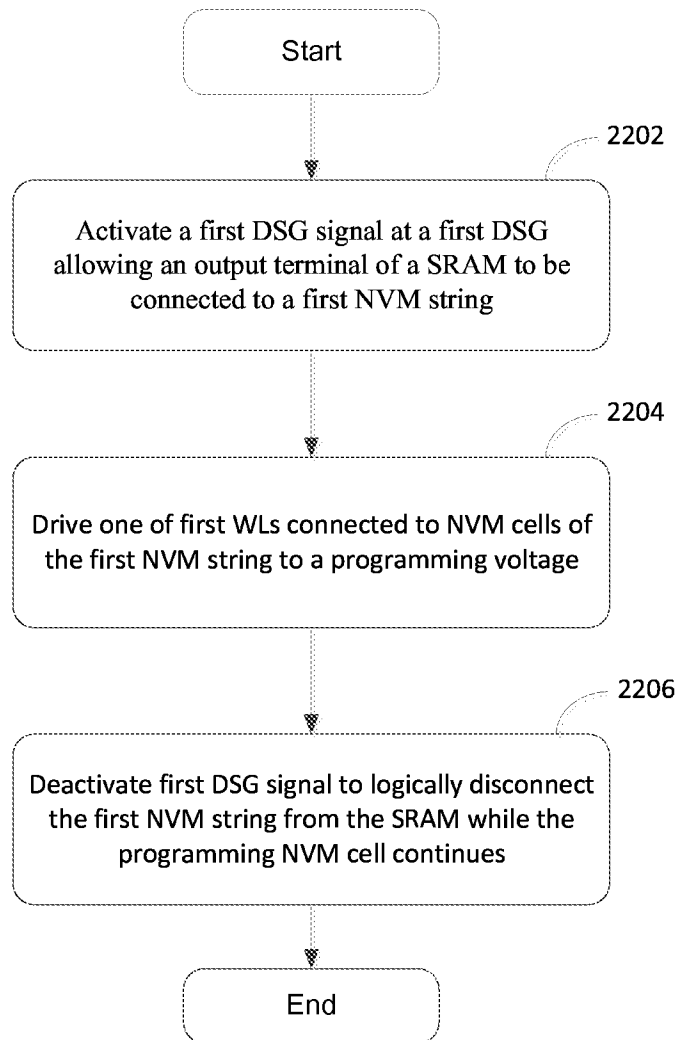 Start
2202
Activate a first DSG signal at a first DSG
allowing an output terminal of a SRAM to be
connected to a first NVM string
2204
Drive one of first WLs connected to NVM cells of
the first NVM string to a programming voltage
2206
Deactivate first DSG signal to logically disconnect
the first NVM string from the SRAM while the
programming NVM cell continues
End